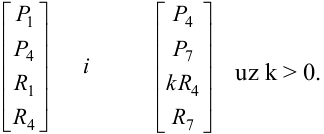 [P₁ P₄ R₁ R₄] i [P₄ P₇ kR₄ R₇] uz k > 0.